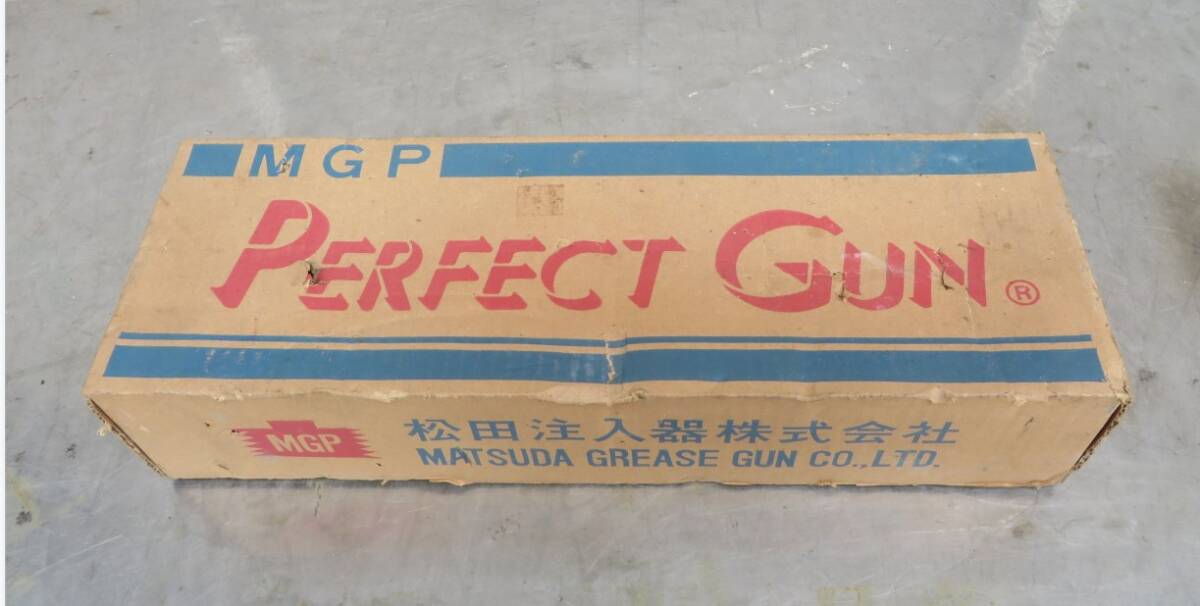 MGP
PERFECT GUN ®
MGP
松田注入器株式会社
MATSUDA GREASE GUN CO.,LTD.